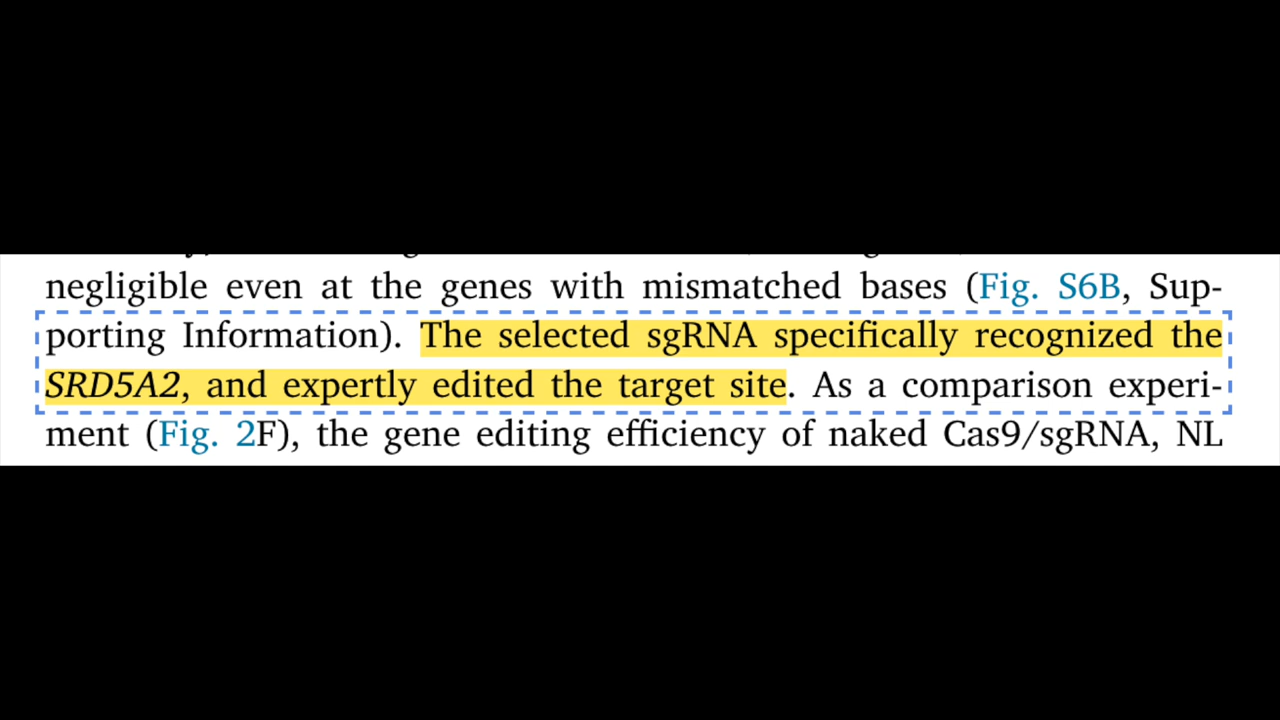 negligible even at the genes with mismatched bases (Fig. S6B, Sup-
porting Information). The selected sgRNA specifically recognized the
SRD5A2, and expertly edited the target site. As a comparison experi-
ment (Fig. 2F), the gene editing efficiency of naked Cas9/sgRNA, NL